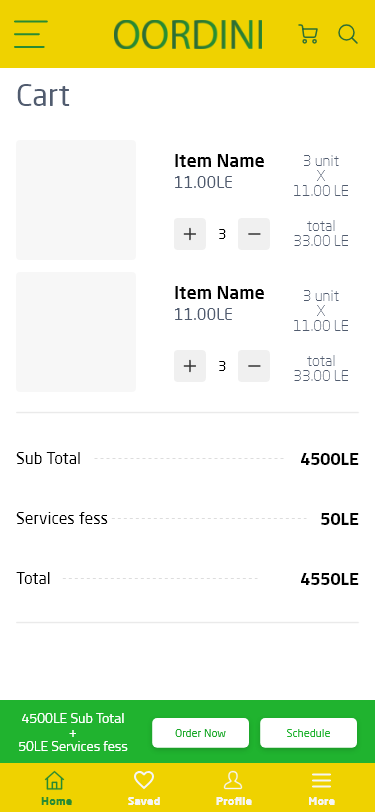 OORDINI
Cart
Item Name
11.00LE
3 unit
X
11.00 LE
+ 3 −
total
33.00 LE
Item Name
11.00LE
3 unit
X
11.00 LE
+ 3 −
total
33.00 LE
Sub Total 4500LE
Services fess 50LE
Total 4550LE
4500LE Sub Total
+
50LE Services fess
Order Now
Schedule
Home Saved Profile More